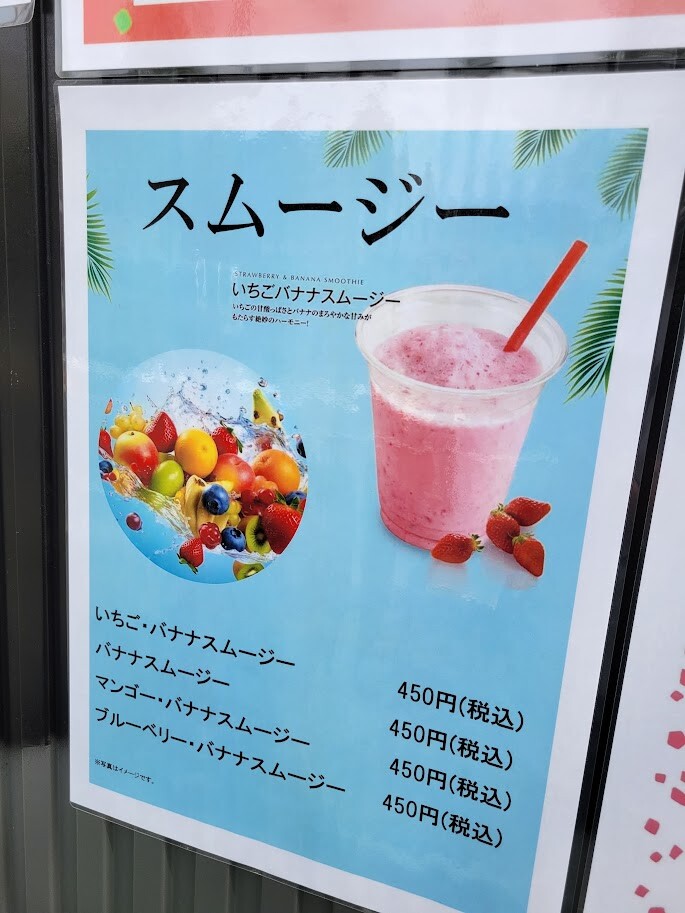 スムージー
STRAWBERRY & BANANA SMOOTHIE
いちごバナナスムージー
いちごの甘酸っぱさとバナナのまろやかな甘みが
もたらす絶妙のハーモニー!
いちご・バナナスムージー 450円(税込)
バナナスムージー 450円(税込)
マンゴー・バナナスムージー 450円(税込)
ブルーベリー・バナナスムージー 450円(税込)
※写真はイメージです。